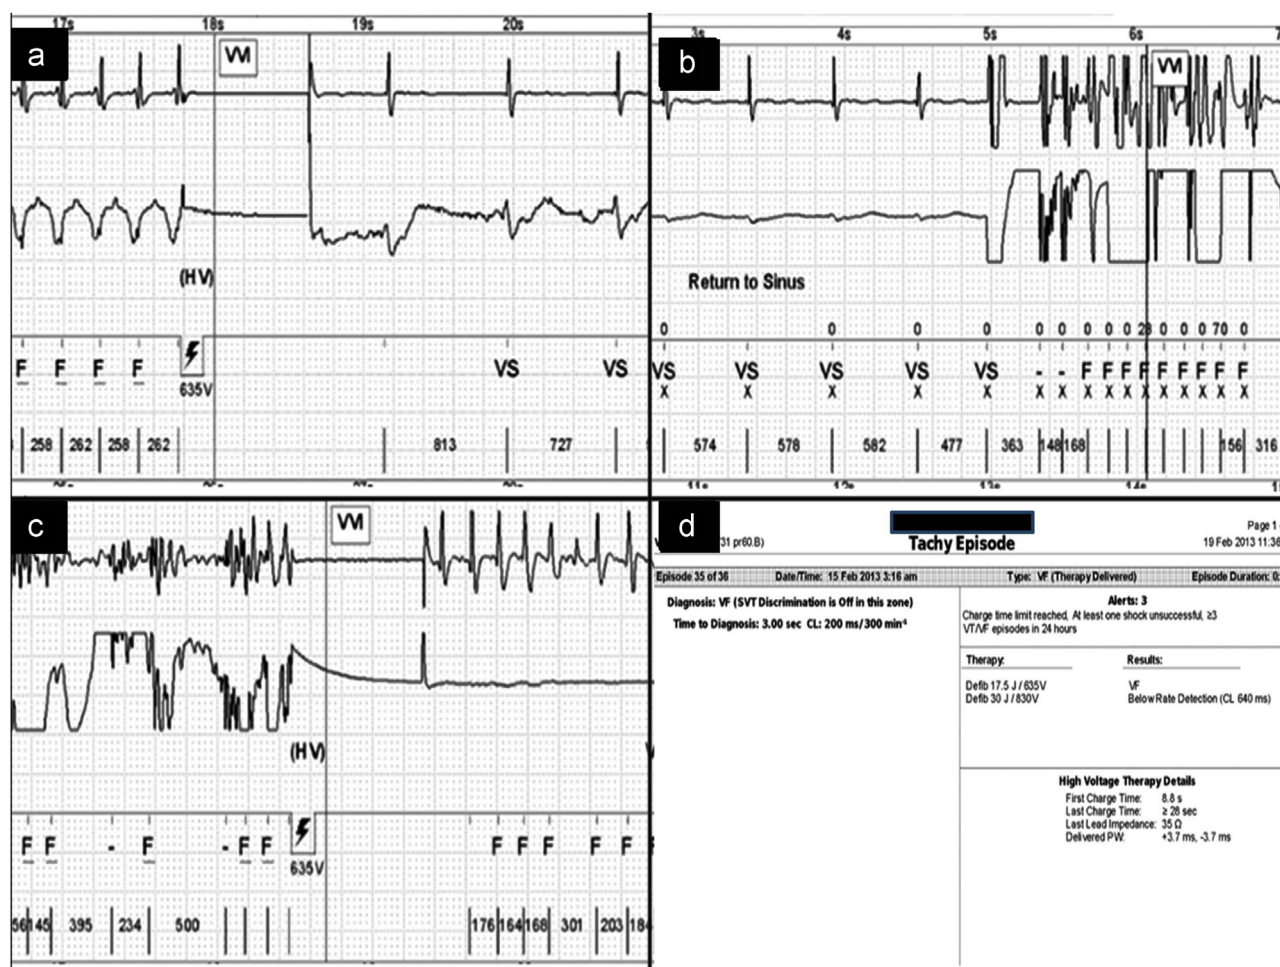 a
17s 18s 19s 20s
VVI
(HV)
F F F F VS VS
635V
258 262 258 262 813 727
b
3s 4s 5s 6s
VVI
Return to Sinus
0 0 0 0 0 0 0 0 0 0 0 0 70 0
VS VS VS VS VS - - F F F F F F F F F
X X X X X X X X X X X X X X X X
574 578 582 477 363 148 168 156 316
c
VVI
(HV)
F F - F - F F F F F F F
635V
145 395 234 500 176 164 168 301 203
d
31 pr60.B) Tachy Episode Page 1
19 Feb 2013 11:36
Episode 35 of 36 Date/Time: 15 Feb 2013 3:16 am Type: VF (Therapy Delivered) Episode Duration: 0:
Diagnosis: VF (SVT Discrimination is Off in this zone)
Time to Diagnosis: 3.00 sec CL: 200 ms/300 min-¹
Alerts: 3
Charge time limit reached, At least one shock unsuccessful, ≥3
VT/VF episodes in 24 hours
Therapy: Results:
Defib 17.5 J / 635V VF
Defib 30 J / 830V Below Rate Detection (CL 640 ms)
High Voltage Therapy Details
First Charge Time: 8.8 s
Last Charge Time: ≥ 28 sec
Last Lead Impedance: 35 Ω
Delivered PW: +3.7 ms, -3.7 ms